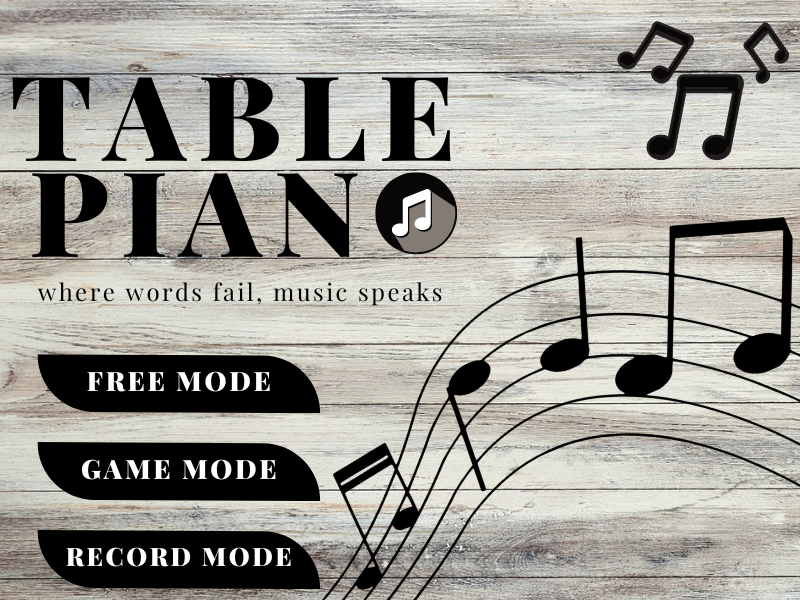 TABLE
PIANO
where words fail, music speaks
FREE MODE
GAME MODE
RECORD MODE